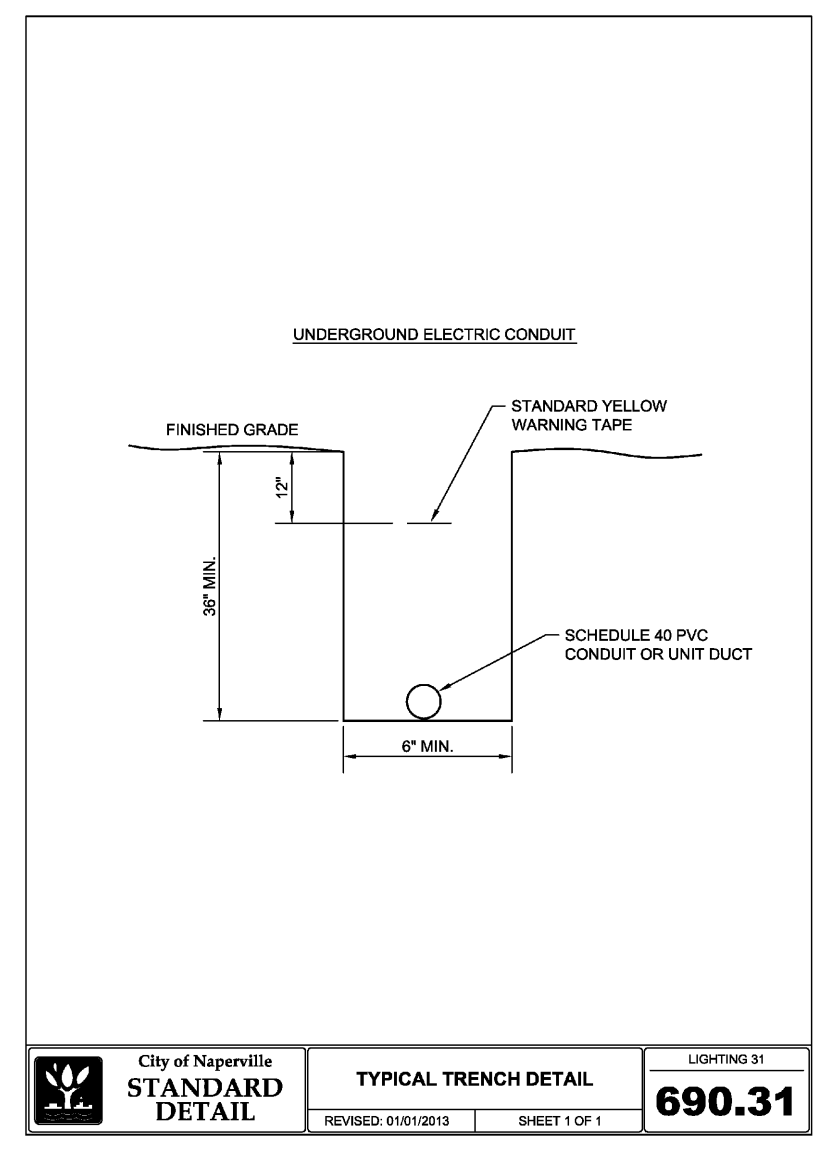 UNDERGROUND ELECTRIC CONDUIT
STANDARD YELLOW
WARNING TAPE
FINISHED GRADE
12"
36" MIN.
SCHEDULE 40 PVC
CONDUIT OR UNIT DUCT
6" MIN.
City of Naperville
STANDARD
DETAIL
TYPICAL TRENCH DETAIL
REVISED: 01/01/2013
SHEET 1 OF 1
LIGHTING 31
690.31